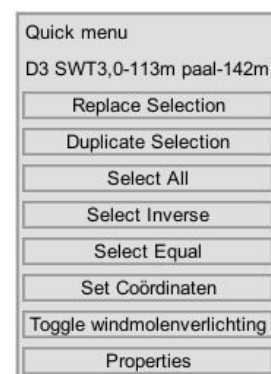 Quick menu
D3 SWT3,0-113m paal-142m
Replace Selection
Duplicate Selection
Select All
Select Inverse
Select Equal
Set Coördinaten
Toggle windmolenverlichting
Properties